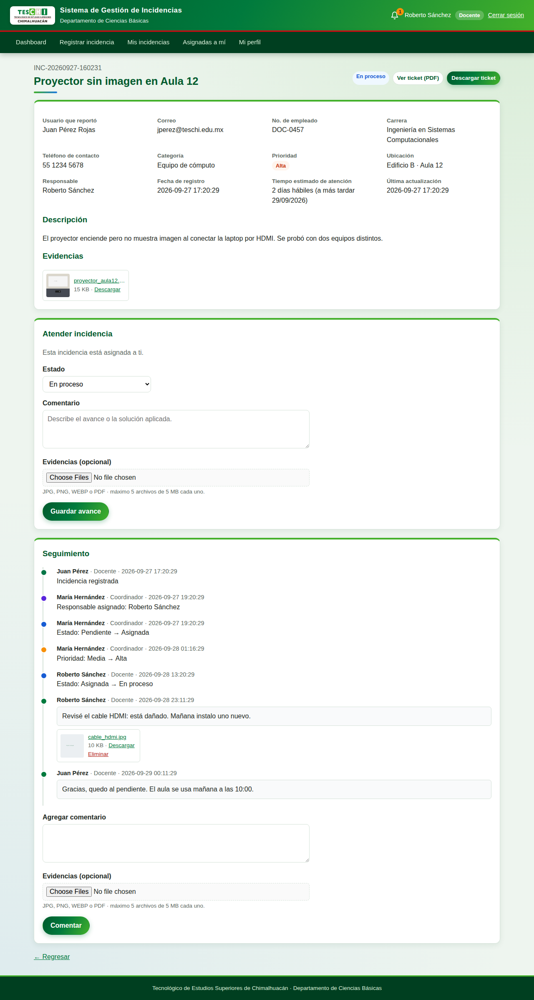 TESCHI
TECNOLÓGICO DE ESTUDIOS SUPERIORES
CHIMALHUACÁN
Sistema de Gestión de Incidencias
Departamento de Ciencias Básicas
1
Roberto Sánchez
Docente
Cerrar sesión
Dashboard
Registrar incidencia
Mis incidencias
Asignadas a mí
Mi perfil
INC-20260927-160231
Proyector sin imagen en Aula 12
En proceso
Ver ticket (PDF)
Descargar ticket
Usuario que reportó
Juan Pérez Rojas
Correo
jperez@teschi.edu.mx
No. de empleado
DOC-0457
Carrera
Ingeniería en Sistemas
Computacionales
Teléfono de contacto
55 1234 5678
Categoría
Equipo de cómputo
Prioridad
Alta
Ubicación
Edificio B · Aula 12
Responsable
Roberto Sánchez
Fecha de registro
2026-09-27 17:20:29
Tiempo estimado de atención
2 días hábiles (a más tardar
29/09/2026)
Última actualización
2026-09-27 17:20:29
Descripción
El proyector enciende pero no muestra imagen al conectar la laptop por HDMI. Se probó con dos equipos distintos.
Evidencias
proyector_aula12.…
15 KB · Descargar
Atender incidencia
Esta incidencia está asignada a ti.
Estado
En proceso
Comentario
Describe el avance o la solución aplicada.
Evidencias (opcional)
Choose Files No file chosen
JPG, PNG, WEBP o PDF · máximo 5 archivos de 5 MB cada uno.
Guardar avance
Seguimiento
Juan Pérez · Docente · 2026-09-27 17:20:29
Incidencia registrada
María Hernández · Coordinador · 2026-09-27 19:20:29
Responsable asignado: Roberto Sánchez
María Hernández · Coordinador · 2026-09-27 19:20:29
Estado: Pendiente → Asignada
María Hernández · Coordinador · 2026-09-28 01:16:29
Prioridad: Media → Alta
Roberto Sánchez · Docente · 2026-09-28 13:20:29
Estado: Asignada → En proceso
Roberto Sánchez · Docente · 2026-09-28 23:11:29
Revisé el cable HDMI: está dañado. Mañana instalo uno nuevo.
cable_hdmi.jpg
10 KB · Descargar
Eliminar
Juan Pérez · Docente · 2026-09-29 00:11:29
Gracias, quedo al pendiente. El aula se usa mañana a las 10:00.
Agregar comentario
Evidencias (opcional)
Choose Files No file chosen
JPG, PNG, WEBP o PDF · máximo 5 archivos de 5 MB cada uno.
Comentar
← Regresar
Tecnológico de Estudios Superiores de Chimalhuacán · Departamento de Ciencias Básicas